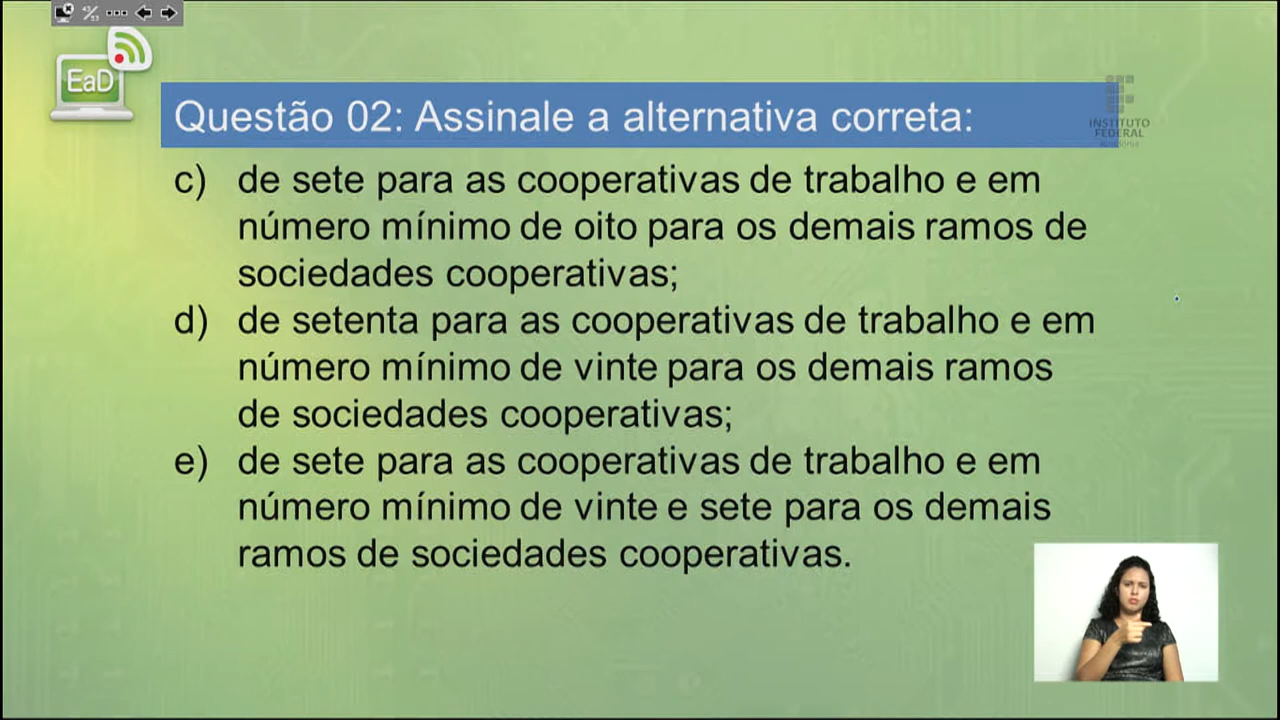 EaD
Questão 02: Assinale a alternativa correta:
INSTITUTO
FEDERAL
c) de sete para as cooperativas de trabalho e em
número mínimo de oito para os demais ramos de
sociedades cooperativas;
d) de setenta para as cooperativas de trabalho e em
número mínimo de vinte para os demais ramos
de sociedades cooperativas;
e) de sete para as cooperativas de trabalho e em
número mínimo de vinte e sete para os demais
ramos de sociedades cooperativas.